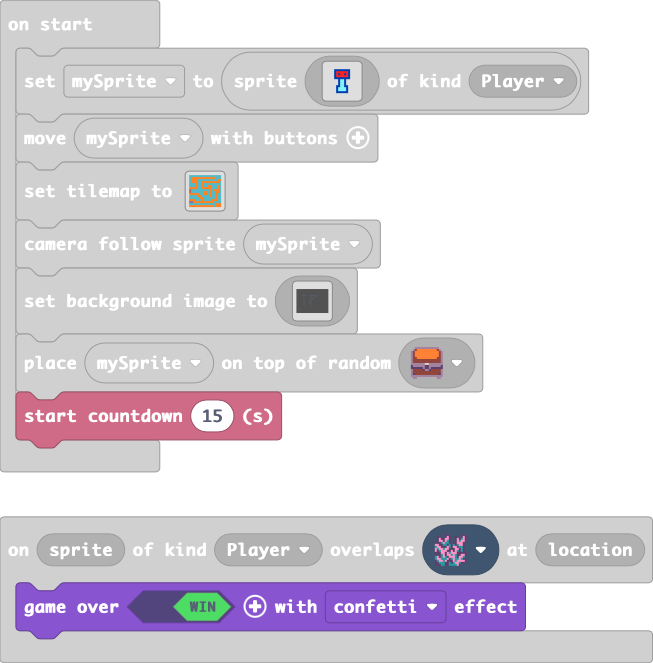 on start
set mySprite to sprite of kind Player
move mySprite with buttons
set tilemap to
camera follow sprite mySprite
set background image to
place mySprite on top of random
start countdown 15 (s)
on sprite of kind Player overlaps at location
game over WIN with confetti effect